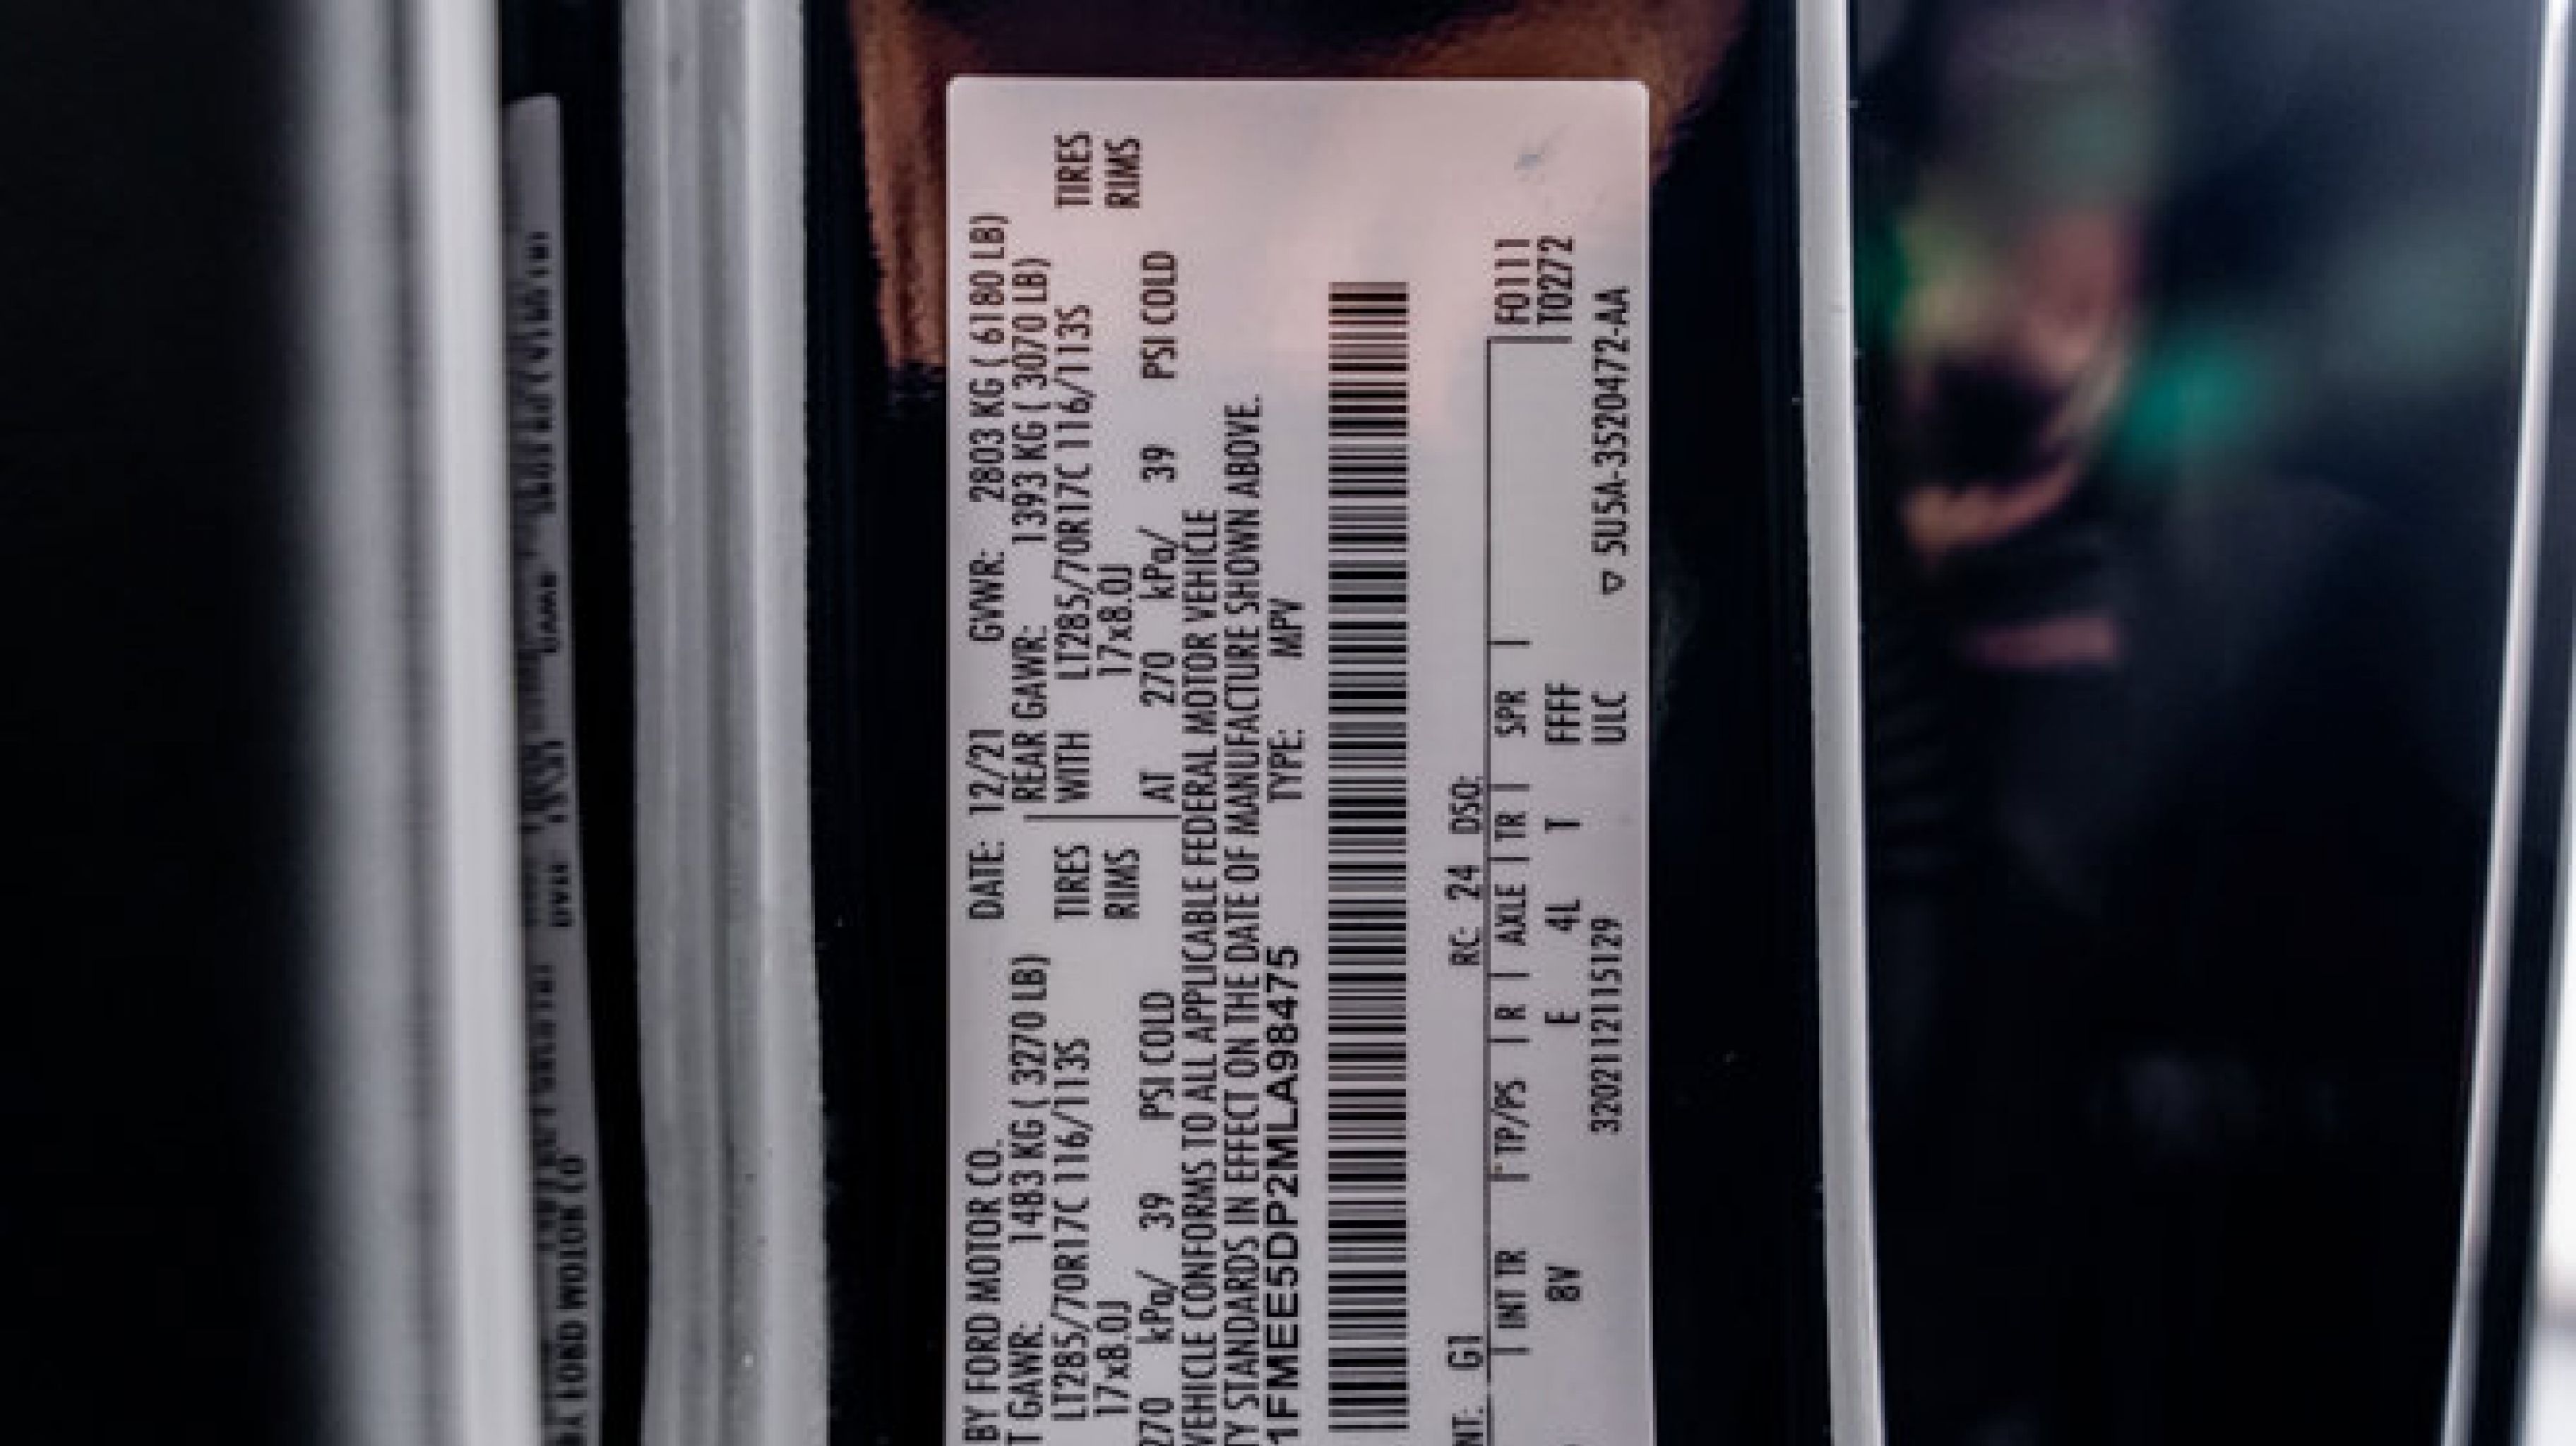 BY FORD MOTOR CO. DATE: 12/21 GVWR: 2803 KG ( 6180 LB)
T GAWR: 1483 KG ( 3270 LB) REAR GAWR: 1393 KG ( 3070 LB)
LT285/70R17C 116/113S TIRES WITH LT285/70R17C 116/113S TIRES
17x8.0J RIMS 17x8.0J RIMS
270 kPa/ 39 PSI COLD AT 270 kPa/ 39 PSI COLD
VEHICLE CONFORMS TO ALL APPLICABLE FEDERAL MOTOR VEHICLE
TY STANDARDS IN EFFECT ON THE DATE OF MANUFACTURE SHOWN ABOVE.
1FMEE5DP2MLA98475 TYPE: MPV
NT: G1 RC: 24 DSO:
| INT TR | TP/PS | R | AXLE | TR | SPR | F0111
8V E 4L T FFFF T0272
3202112115129 ULC ▽ 5U5A-3520472-AA